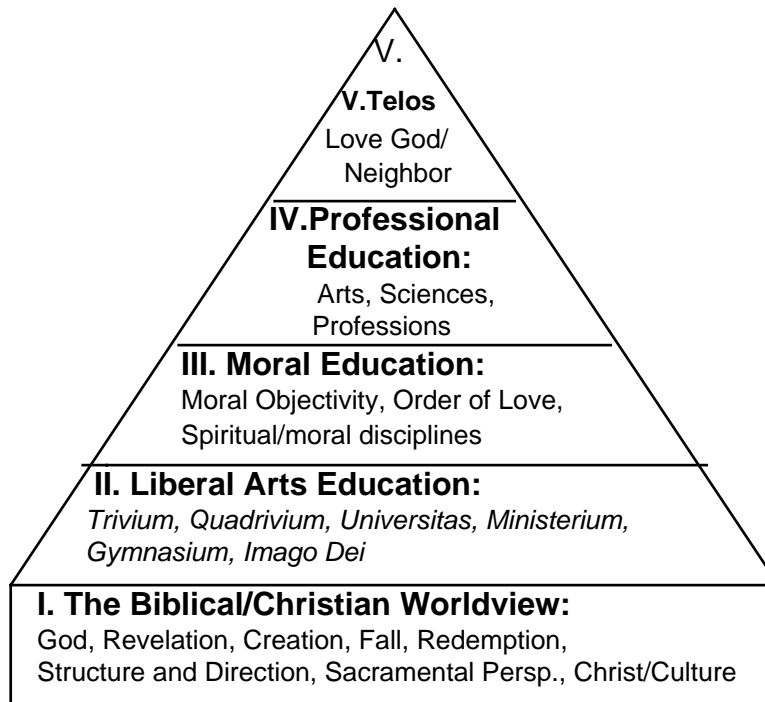 V.
V.Telos
Love God/
Neighbor
IV.Professional
Education:
Arts, Sciences,
Professions
III. Moral Education:
Moral Objectivity, Order of Love,
Spiritual/moral disciplines
II. Liberal Arts Education:
Trivium, Quadrivium, Universitas, Ministerium,
Gymnasium, Imago Dei
I. The Biblical/Christian Worldview:
God, Revelation, Creation, Fall, Redemption,
Structure and Direction, Sacramental Persp., Christ/Culture